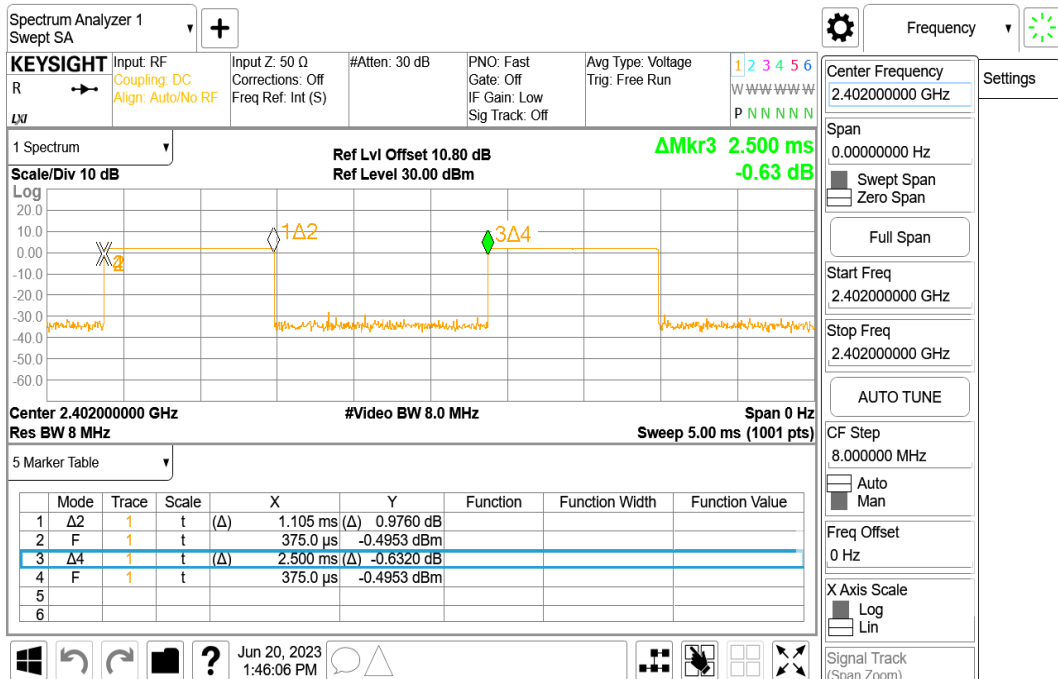 Spectrum Analyzer 1
Swept SA
+
Frequency
KEYSIGHT
R
LXI
Input: RF
Coupling: DC
Align: Auto/No RF
Input Z: 50 Ω
Corrections: Off
Freq Ref: Int (S)
#Atten: 30 dB
PNO: Fast
Gate: Off
IF Gain: Low
Sig Track: Off
Avg Type: Voltage
Trig: Free Run
1 2 3 4 5 6
W W W W W W
P N N N N N
1 Spectrum
Scale/Div 10 dB
Ref Lvl Offset 10.80 dB
Ref Level 30.00 dBm
ΔMkr3 2.500 ms
-0.63 dB
Log
20.0
10.0
0.00
-10.0
-20.0
-30.0
-40.0
-50.0
-60.0
1Δ2
3Δ4
Center 2.402000000 GHz
#Video BW 8.0 MHz
Span 0 Hz
Res BW 8 MHz
Sweep 5.00 ms (1001 pts)
5 Marker Table
Mode Trace Scale X Y Function Function Width Function Value
1 Δ2 1 t (Δ) 1.105 ms (Δ) 0.9760 dB
2 F 1 t 375.0 µs -0.4953 dBm
3 Δ4 1 t (Δ) 2.500 ms (Δ) -0.6320 dB
4 F 1 t 375.0 µs -0.4953 dBm
5
6
?
Jun 20, 2023
1:46:06 PM
Center Frequency
2.402000000 GHz
Settings
Span
0.00000000 Hz
Swept Span
Zero Span
Full Span
Start Freq
2.402000000 GHz
Stop Freq
2.402000000 GHz
AUTO TUNE
CF Step
8.000000 MHz
Auto
Man
Freq Offset
0 Hz
X Axis Scale
Log
Lin
Signal Track
(Span Zoom)